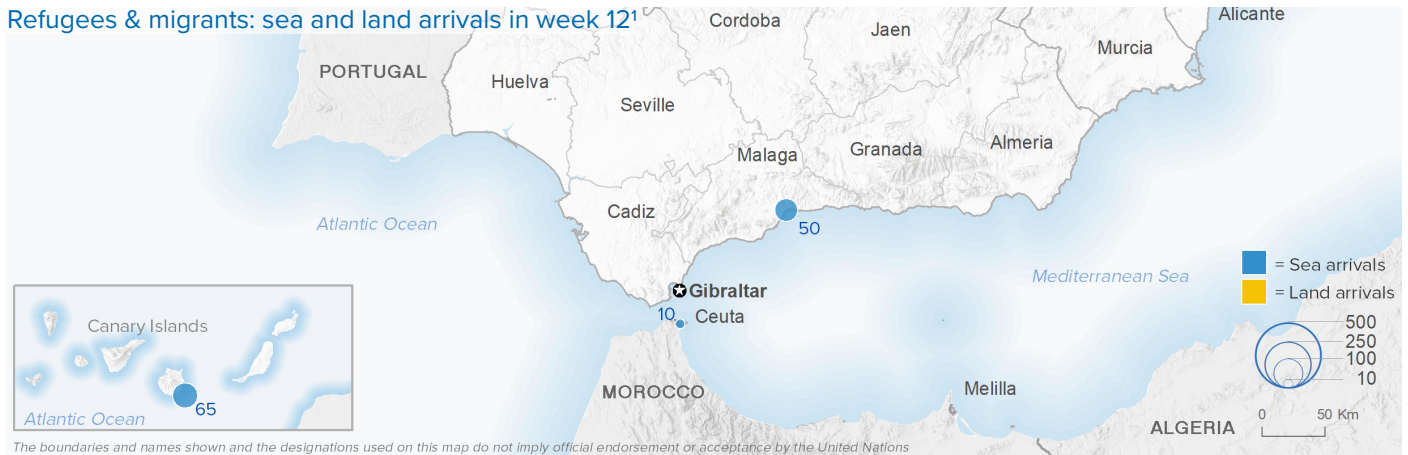 Refugees & migrants: sea and land arrivals in week 12¹
Cordoba
Alicante
Jaen
Murcia
PORTUGAL
Huelva
Seville
Malaga
Granada
Almeria
Cadiz
Atlantic Ocean
50
Mediterranean Sea
= Sea arrivals
= Land arrivals
Gibraltar
10
Ceuta
Canary Islands
500
250
100
10
MOROCCO
Melilla
65
Atlantic Ocean
0 50 Km
ALGERIA
The boundaries and names shown and the designations used on this map do not imply official endorsement or acceptance by the United Nations